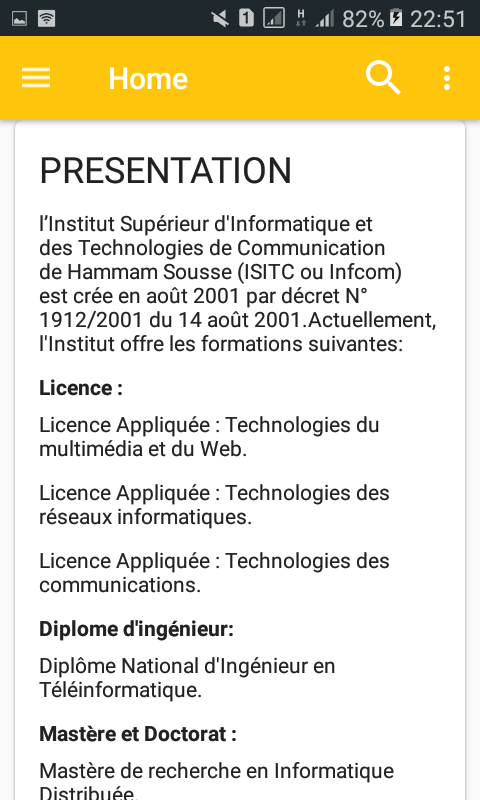 1 H 82% 22:51
Home
PRESENTATION
l’Institut Supérieur d'Informatique et
des Technologies de Communication
de Hammam Sousse (ISITC ou Infcom)
est crée en août 2001 par décret N°
1912/2001 du 14 août 2001.Actuellement,
l'Institut offre les formations suivantes:
Licence :
Licence Appliquée : Technologies du
multimédia et du Web.
Licence Appliquée : Technologies des
réseaux informatiques.
Licence Appliquée : Technologies des
communications.
Diplome d'ingénieur:
Diplôme National d'Ingénieur en
Téléinformatique.
Mastère et Doctorat :
Mastère de recherche en Informatique
Distribuée.